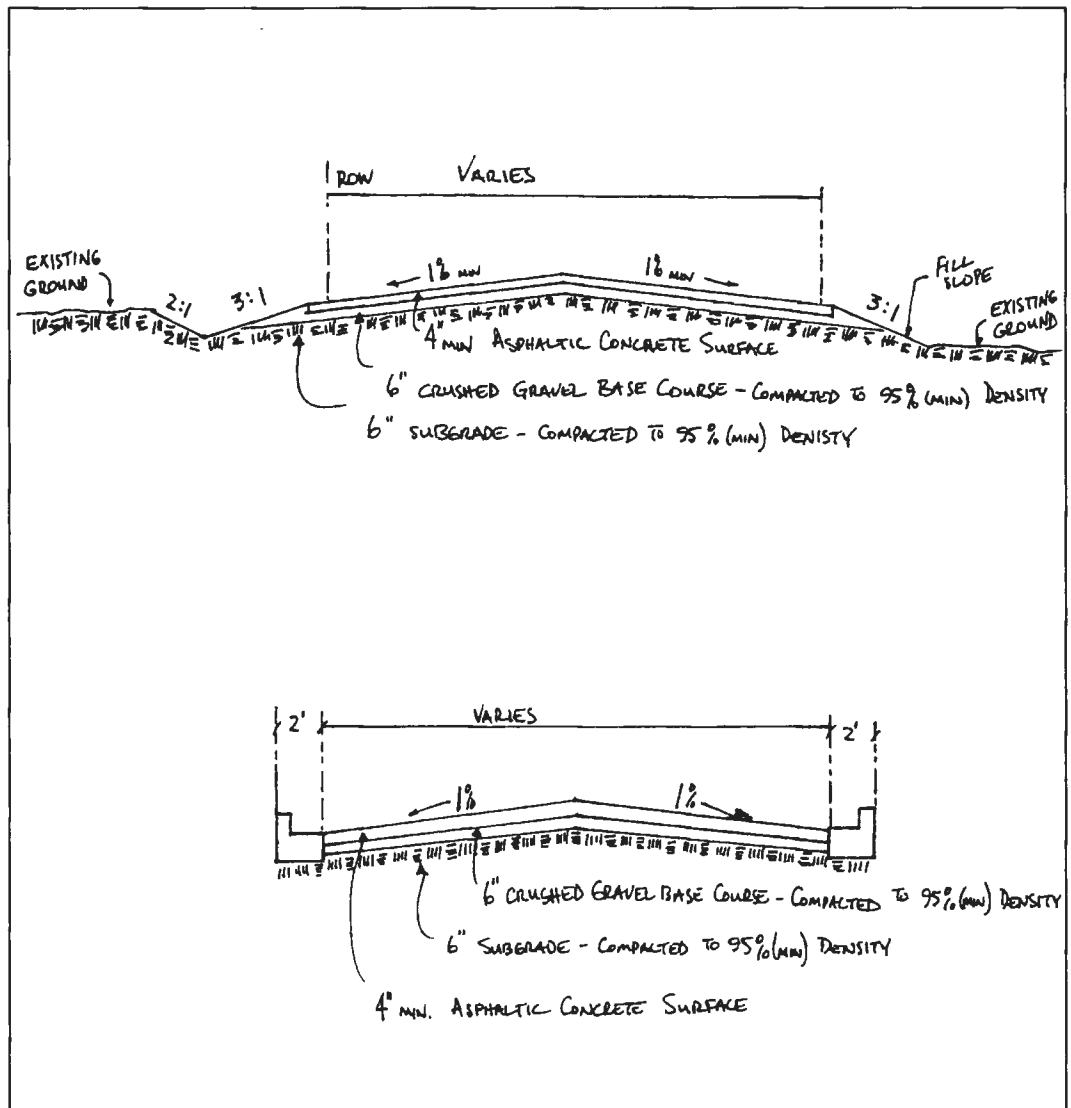 ROW VARIES
EXISTING
GROUND
2:1
3:1
1% MIN
1% MIN
3:1
FILL
SLOPE
EXISTING
GROUND
4" MIN ASPHALTIC CONCRETE SURFACE
6" CRUSHED GRAVEL BASE COURSE - COMPACTED TO 95% (MIN) DENSITY
6" SUBGRADE - COMPACTED TO 95% (MIN) DENISTY
2'
VARIES
2'
1%
1%
6" CRUSHED GRAVEL BASE COURSE - COMPACTED TO 95% (MIN) DENSITY
6" SUBGRADE - COMPACTED TO 95% (MIN) DENSITY
4" MIN. ASPHALTIC CONCRETE SURFACE